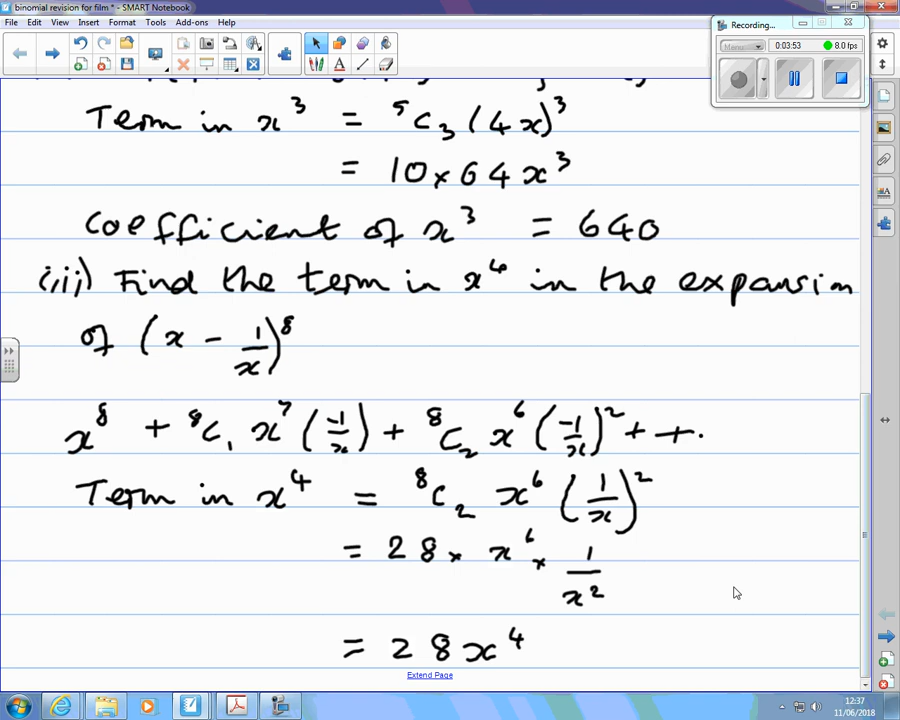 binomial revision for film * - SMART Notebook
File Edit View Insert Format Tools Add-ons Help
Recording...
Menu
0:03:53
8.0 fps
Term in x³ = ⁵C₃ (4x)³
= 10 × 64x³
Coefficient of x³ = 640
(iii) Find the term in x⁴ in the expansion
of (x - 1/x)⁸
x⁸ + ⁸C₁ x⁷ (-1/x) + ⁸C₂ x⁶ (-1/x)² + + .
Term in x⁴ = ⁸C₂ x⁶ (1/x)²
= 28 × x⁶ × 1/x²
= 28x⁴
Extend Page
12:37
11/06/2018